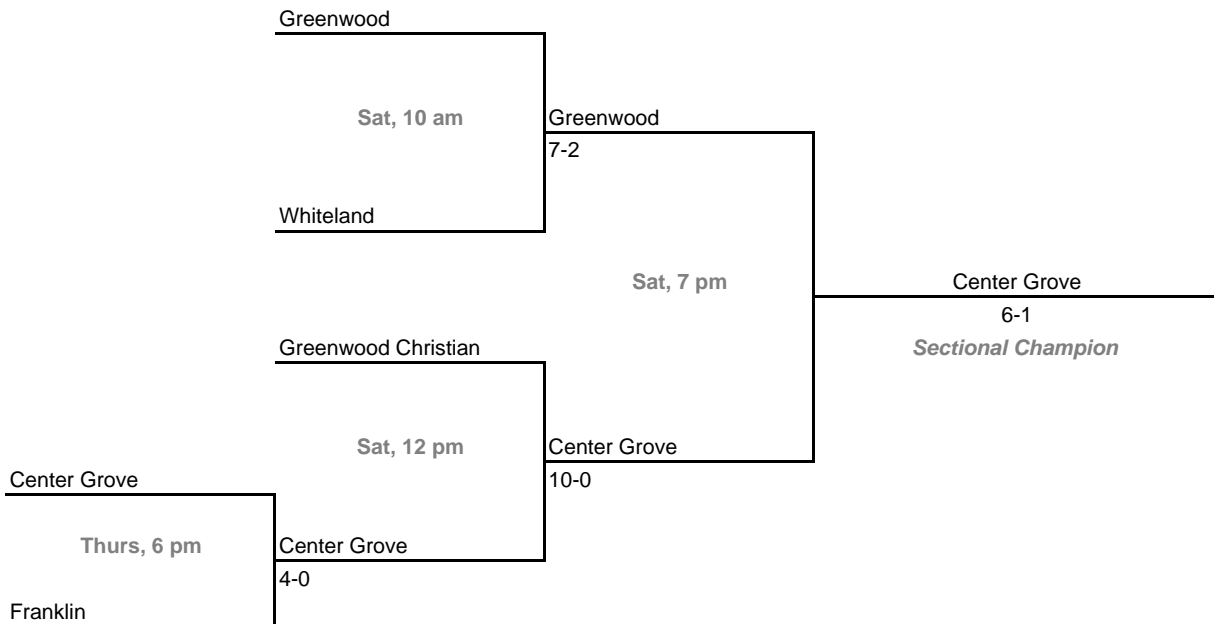 Greenwood
Sat, 10 am
Greenwood
7-2
Whiteland
Sat, 7 pm
Center Grove
6-1
Greenwood Christian
Sectional Champion
Sat, 12 pm
Center Grove
Center Grove
10-0
Thurs, 6 pm
Center Grove
4-0
Franklin